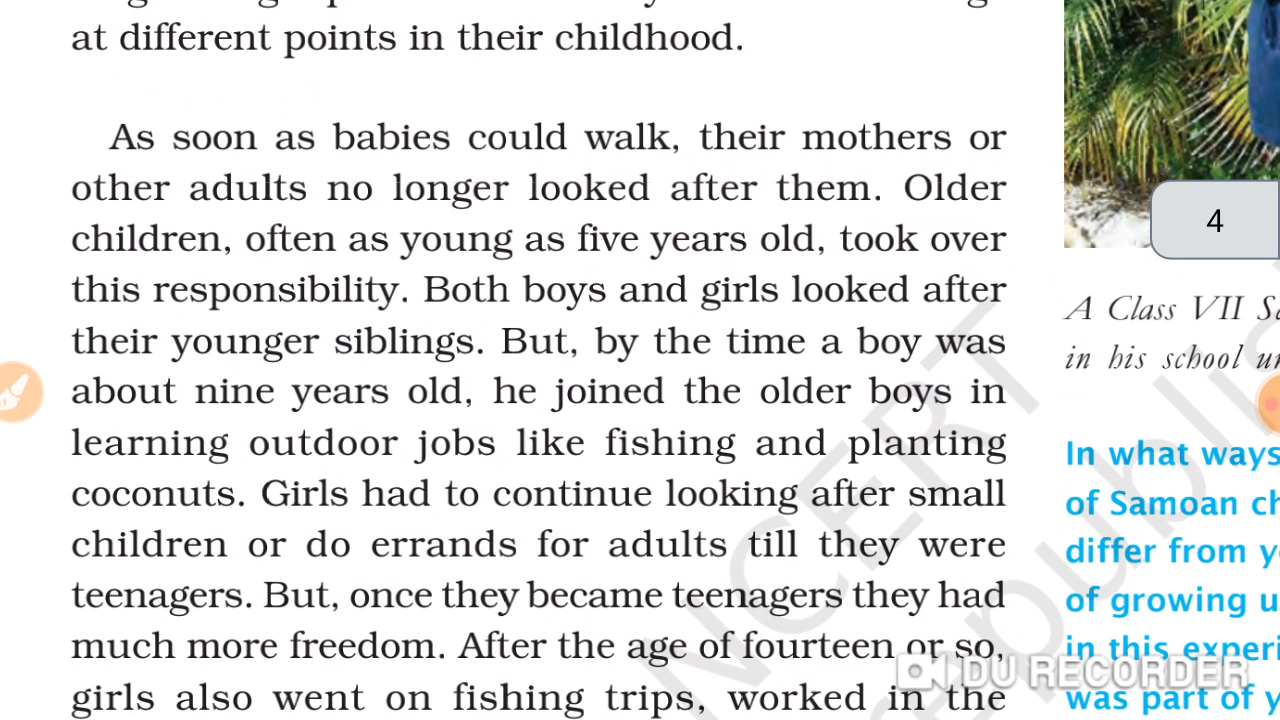 at different points in their childhood.
As soon as babies could walk, their mothers or
other adults no longer looked after them. Older
children, often as young as five years old, took over
this responsibility. Both boys and girls looked after
their younger siblings. But, by the time a boy was
about nine years old, he joined the older boys in
learning outdoor jobs like fishing and planting
coconuts. Girls had to continue looking after small
children or do errands for adults till they were
teenagers. But, once they became teenagers they had
much more freedom. After the age of fourteen or so,
girls also went on fishing trips, worked in the
4
A Class VII
in his school
In what ways
of Samoan
differ from
of growing
in this
was part of
NCERT
DU RECORDER